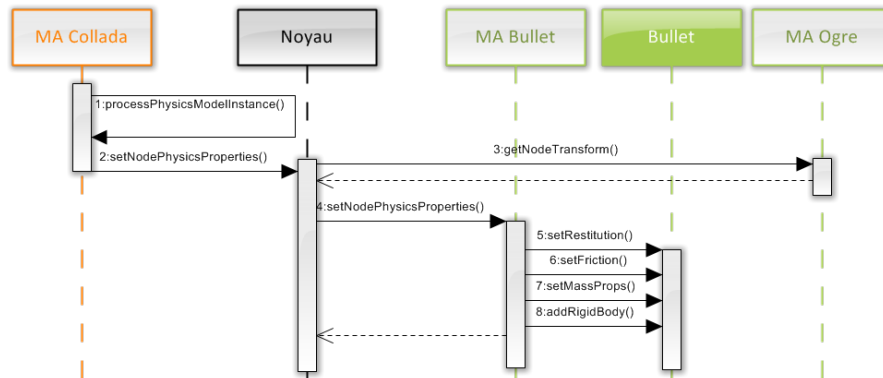 MA Collada
Noyau
MA Bullet
Bullet
MA Ogre
1:processPhysicsModelInstance()
2:setNodePhysicsProperties()
3:getNodeTransform()
4:setNodePhysicsProperties()
5:setRestitution()
6:setFriction()
7:setMassProps()
8:addRigidBody()